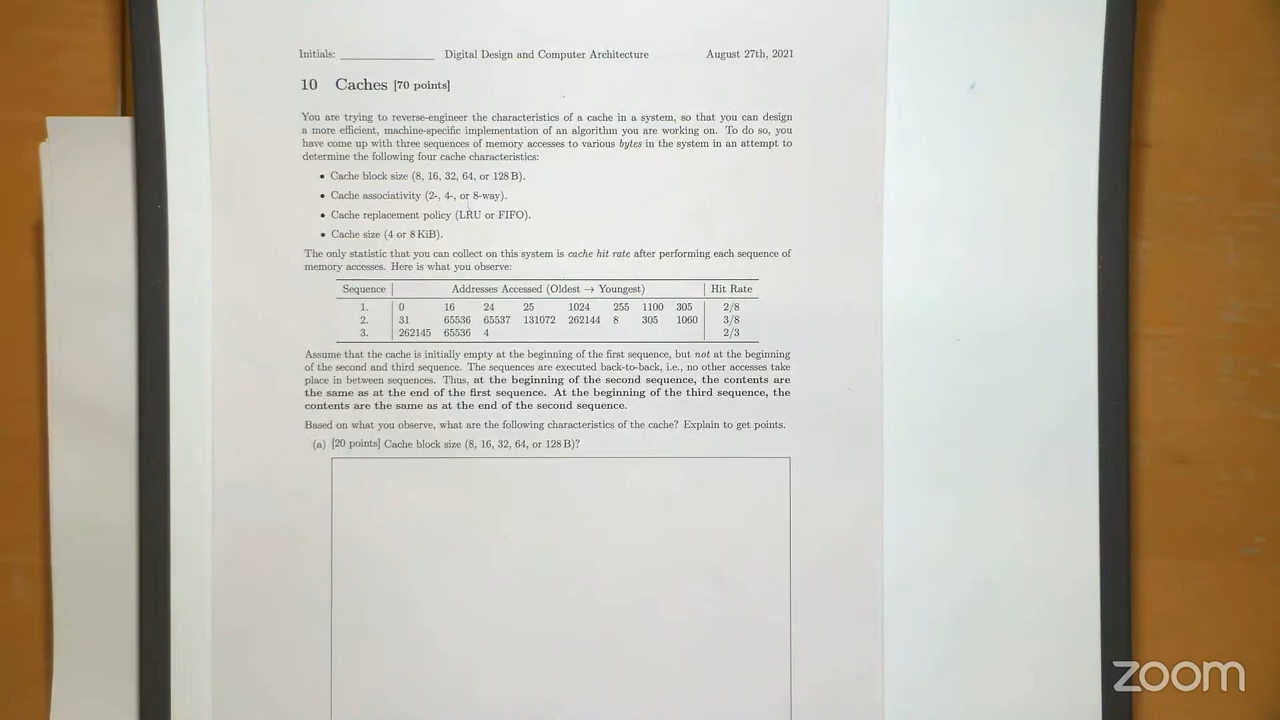 Initials: Digital Design and Computer Architecture August 27th, 2021
10 Caches [70 points]
You are trying to reverse-engineer the characteristics of a cache in a system, so that you can design
a more efficient, machine-specific implementation of an algorithm you are working on. To do so, you
have come up with three sequences of memory accesses to various bytes in the system in an attempt to
determine the following four cache characteristics:
• Cache block size (8, 16, 32, 64, or 128 B).
• Cache associativity (2-, 4-, or 8-way).
• Cache replacement policy (LRU or FIFO).
• Cache size (4 or 8 KiB).
The only statistic that you can collect on this system is cache hit rate after performing each sequence of
memory accesses. Here is what you observe:
Sequence Addresses Accessed (Oldest → Youngest) Hit Rate
1. 0 16 24 25 1024 255 1100 305 2/8
2. 31 65536 65537 131072 262144 8 305 1060 3/8
3. 262145 65536 4 2/3
Assume that the cache is initially empty at the beginning of the first sequence, but not at the beginning
of the second and third sequence. The sequences are executed back-to-back, i.e., no other accesses take
place in between sequences. Thus, at the beginning of the second sequence, the contents are
the same as at the end of the first sequence. At the beginning of the third sequence, the
contents are the same as at the end of the second sequence.
Based on what you observe, what are the following characteristics of the cache? Explain to get points.
(a) [20 points] Cache block size (8, 16, 32, 64, or 128 B)?
zoom